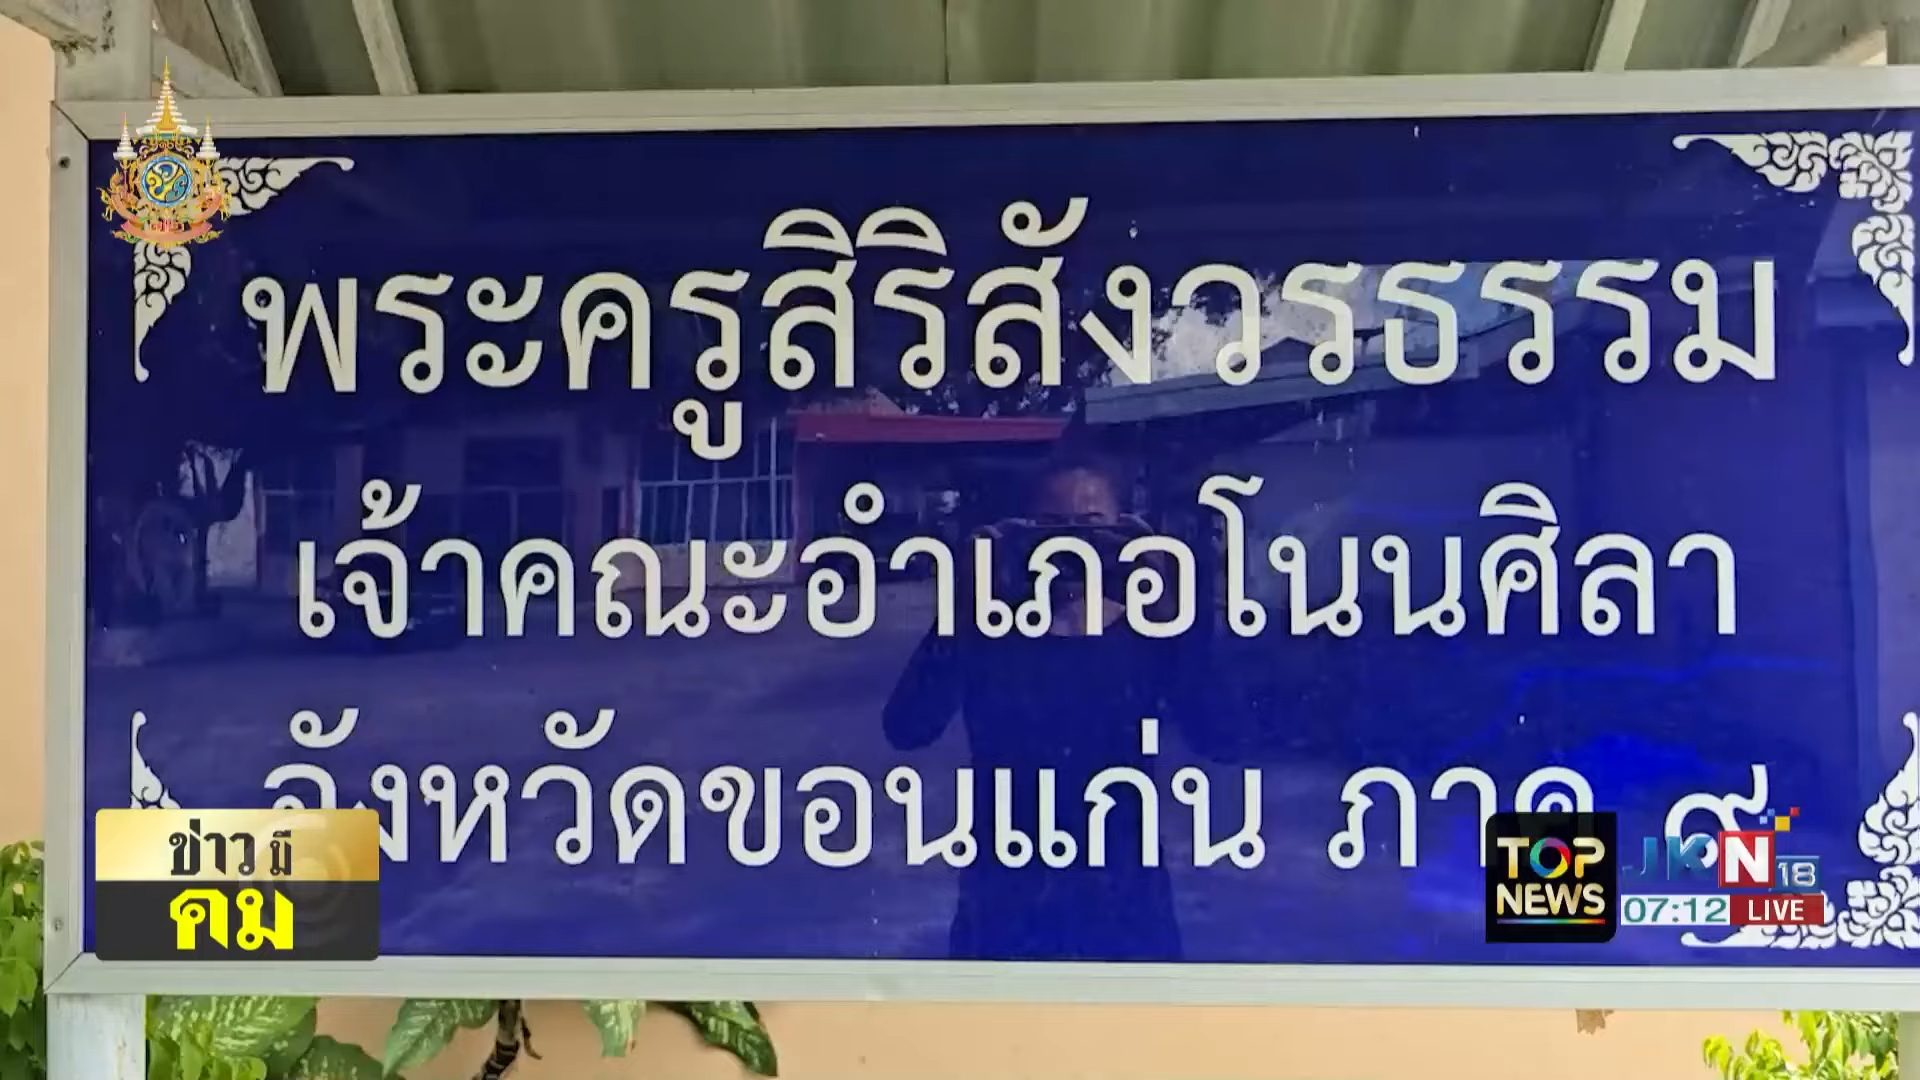 พระครูสิริสังวรธรรม
เจ้าคณะอำเภอโนนศิลา
จังหวัดขอนแก่น ภาค ๙
ข่าวมี
คม
TOP
NEWS
JKN18
07:12 LIVE